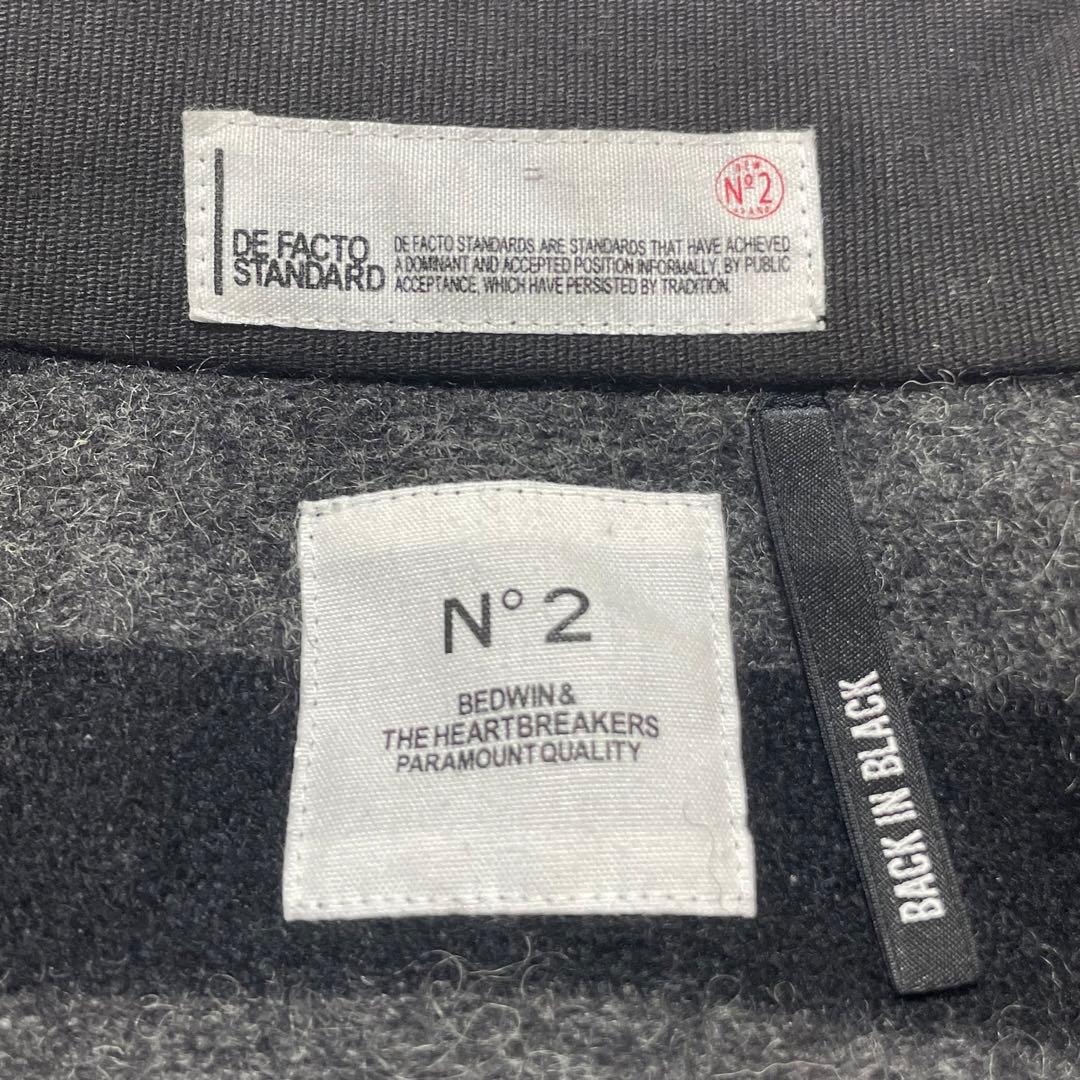 Nº2
DE FACTO
STANDARD
DE FACTO STANDARDS ARE STANDARDS THAT HAVE ACHIEVED
A DOMINANT AND ACCEPTED POSITION INFORMALLY, BY PUBLIC
ACCEPTANCE, WHICH HAVE PERSISTED BY TRADITION.
N° 2
BEDWIN &
THE HEARTBREAKERS
PARAMOUNT QUALITY
BACK IN BLACK